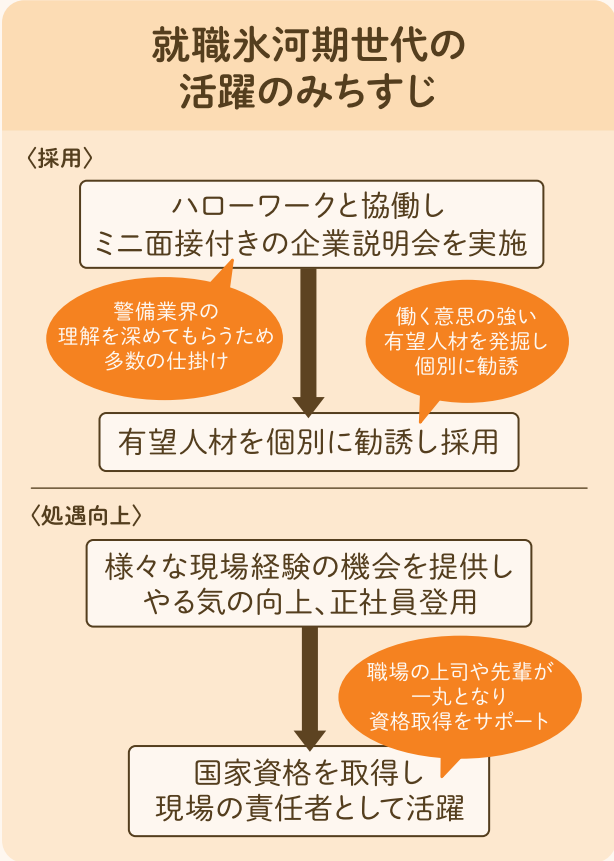 就職氷河期世代の
活躍のみちすじ
〈採用〉
ハローワークと協働し
ミニ面接付きの企業説明会を実施
警備業界の
理解を深めてもらうため
多数の仕掛け
働く意思の強い
有望人材を発掘し
個別に勧誘
有望人材を個別に勧誘し採用
〈処遇向上〉
様々な現場経験の機会を提供し
やる気の向上、正社員登用
職場の上司や先輩が
一丸となり
資格取得をサポート
国家資格を取得し
現場の責任者として活躍